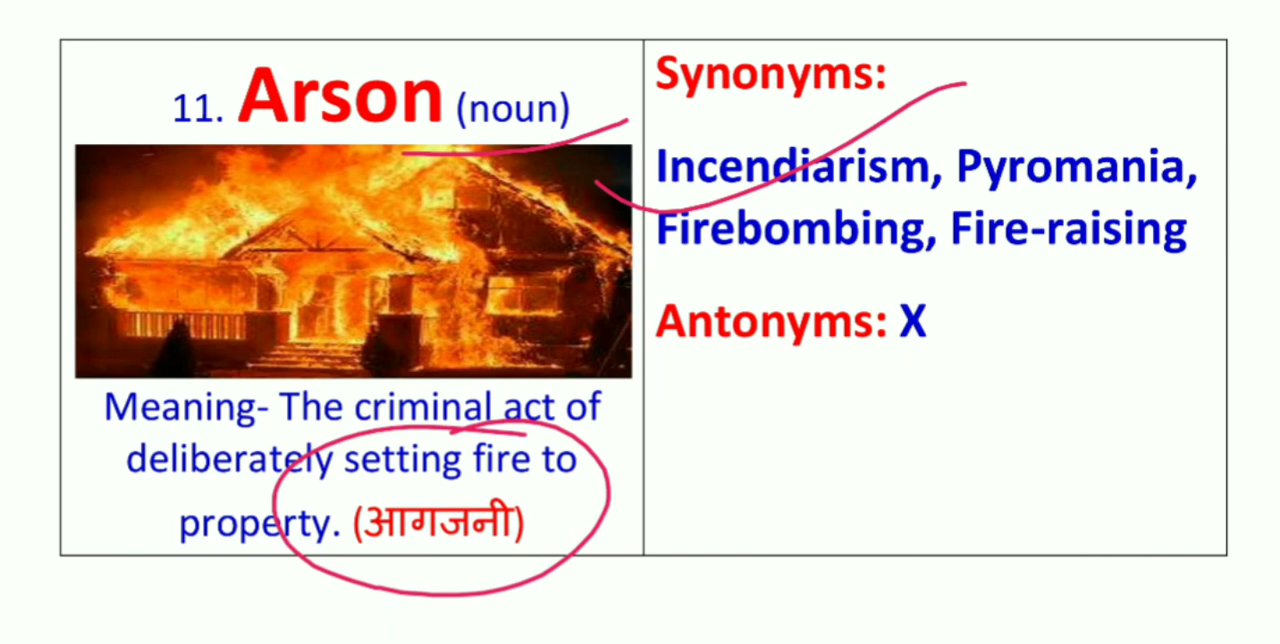 11. Arson (noun)
Meaning- The criminal act of
deliberately setting fire to
property. (आगजनी)
Synonyms:
Incendiarism, Pyromania,
Firebombing, Fire-raising
Antonyms: X